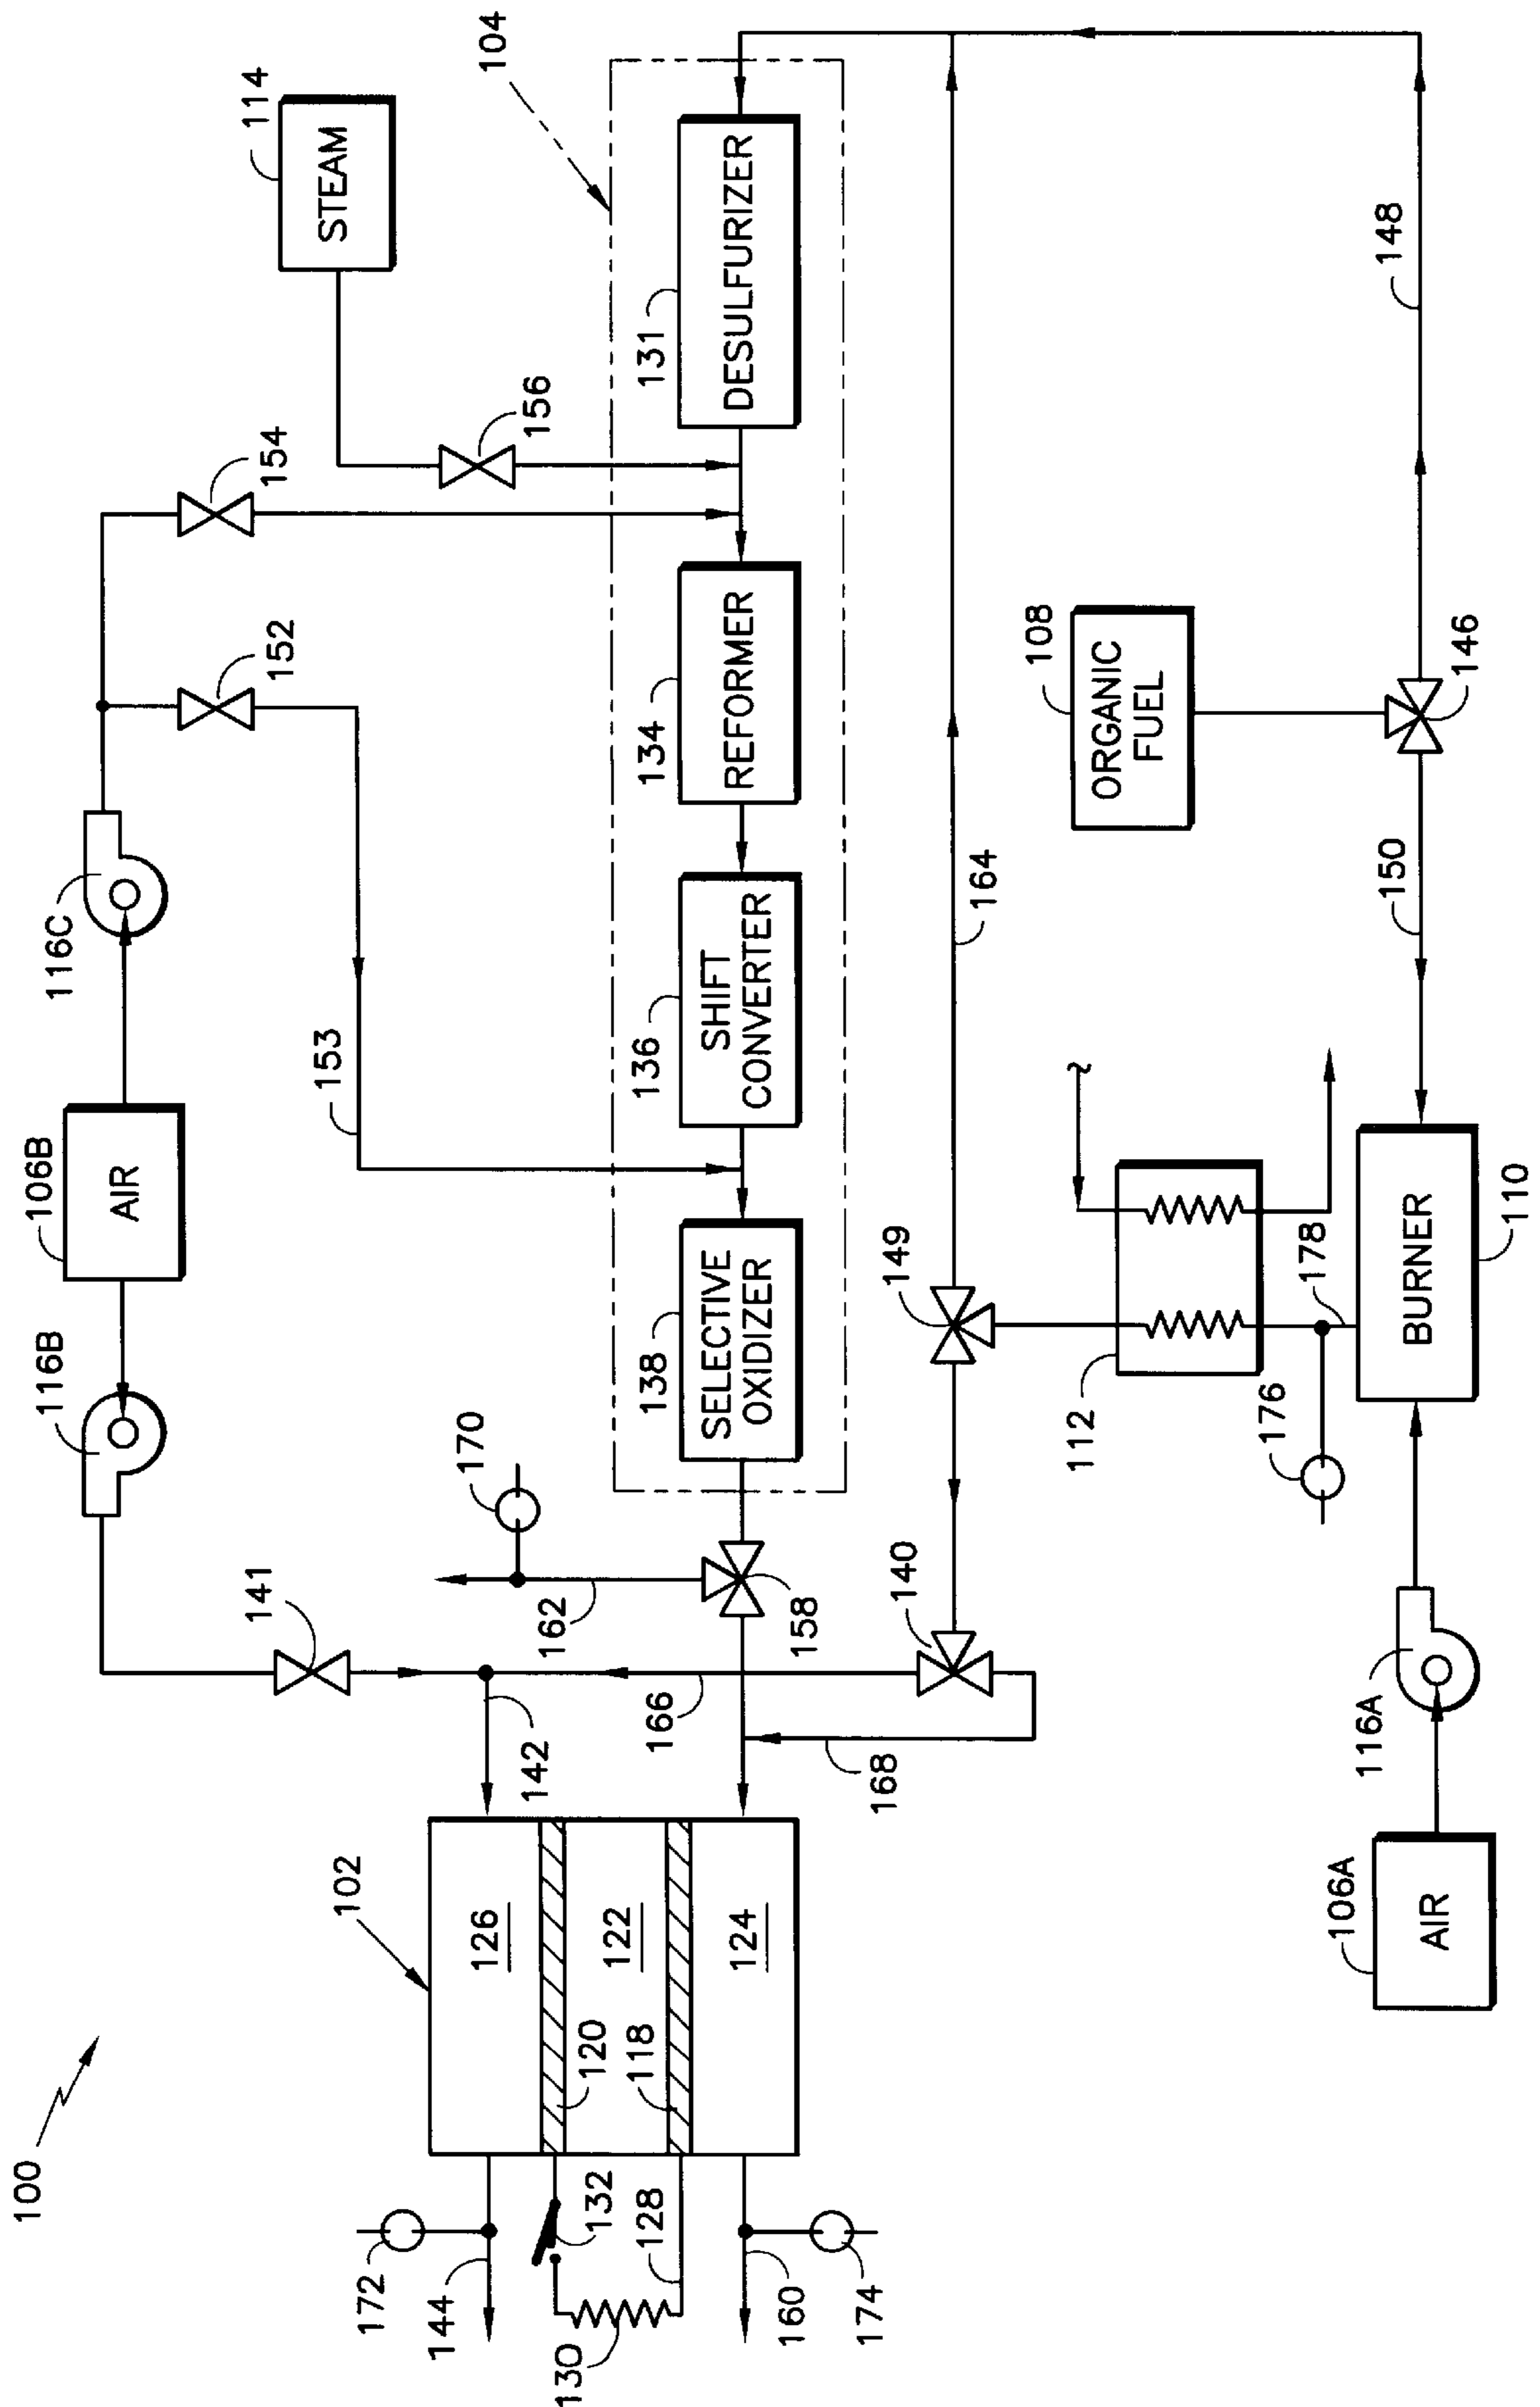 100
102
172
144
126
120
122
118
124
132
128
130
160
174
142
141
166
168
140
158
162
170
116B
106B
AIR
116C
153
152
154
156
114
STEAM
104
138
SELECTIVE
OXIDIZER
136
SHIFT
CONVERTER
134
REFORMER
131
DESULFURIZER
149
164
108
ORGANIC
FUEL
146
148
150
112
176
178
BURNER
110
116A
106A
AIR